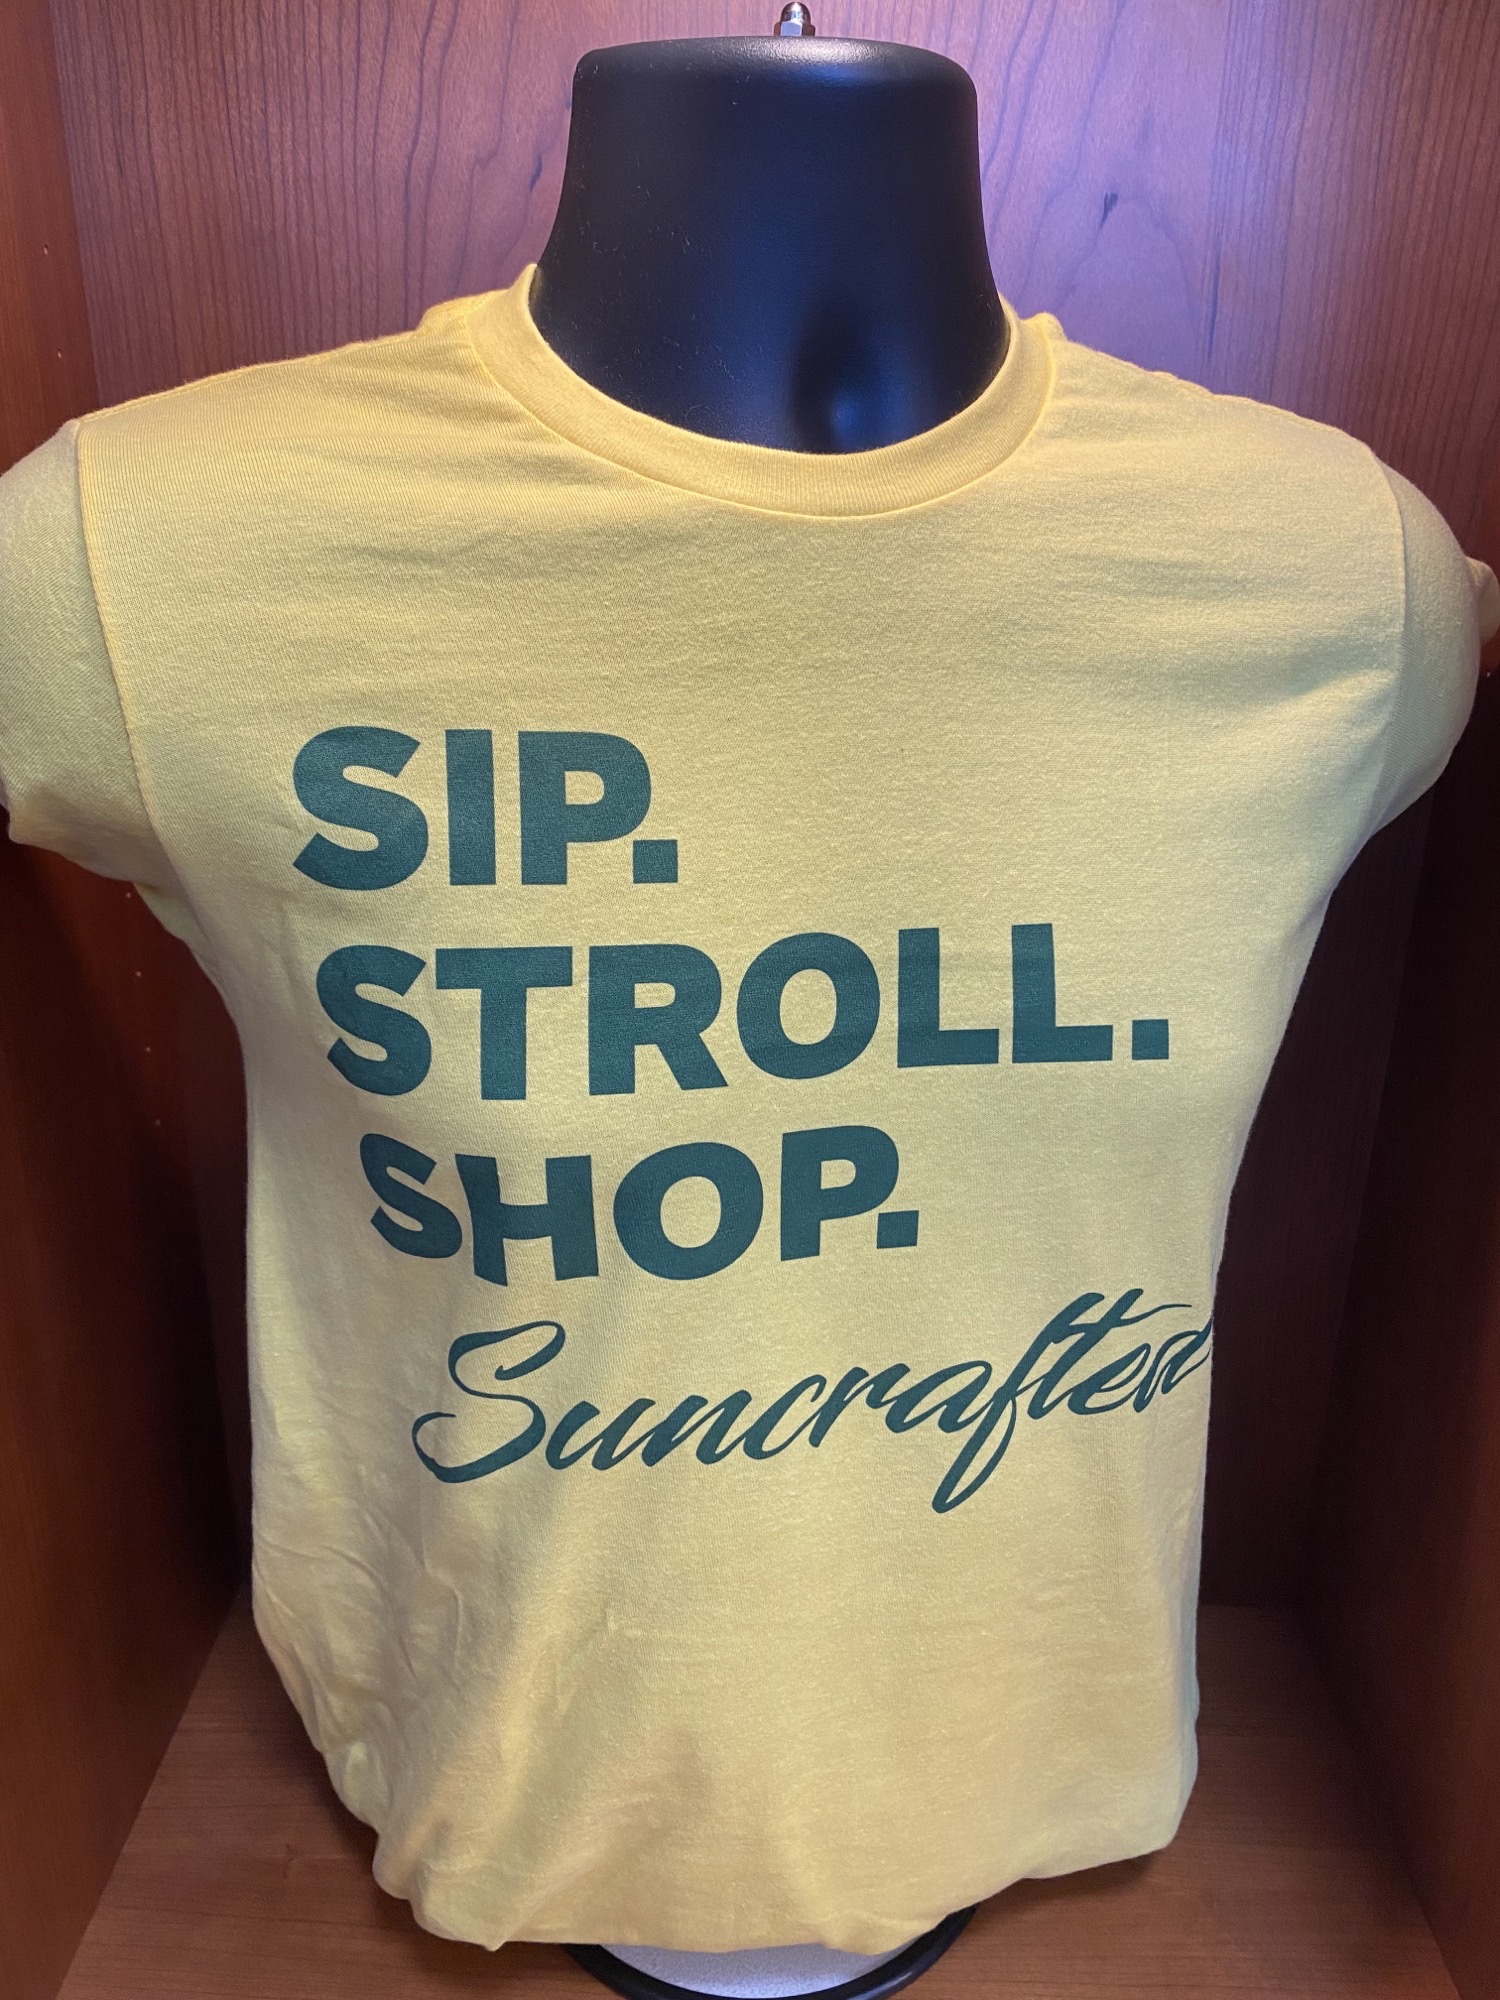 SIP.
STROLL.
SHOP.
Suncrafted